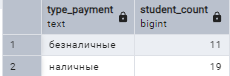 type_payment student_count
text bigint
1 безналичные 11
2 наличные 19